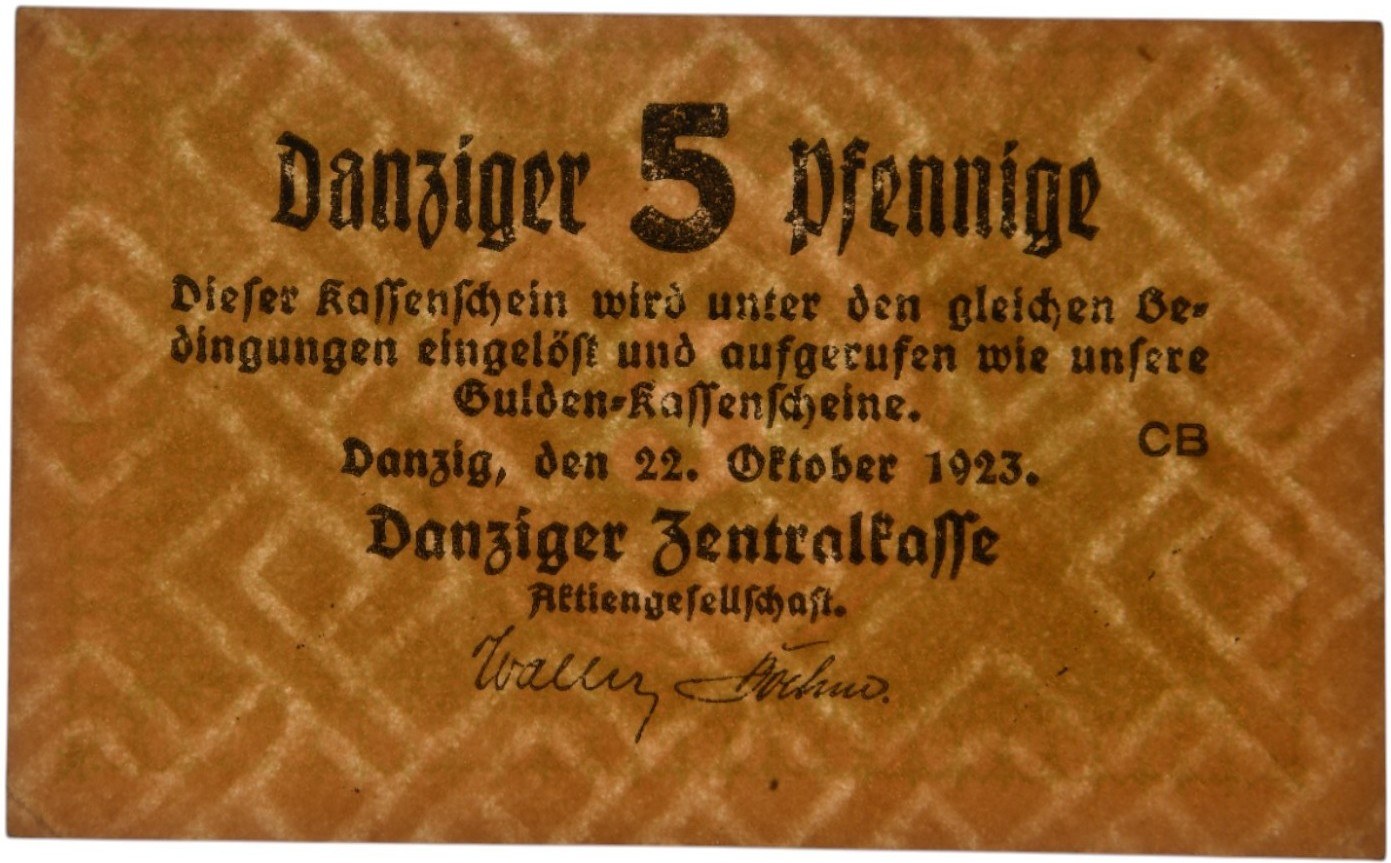 Danziger 5 Pfennige
Dieser Kassenschein wird unter den gleichen Be-
dingungen eingelöst und aufgerufen wie unsere
Gulden-Kassenscheine.
CB
Danzig, den 22. Oktober 1923.
Danziger Zentralkasse
Aktiengesellschaft.